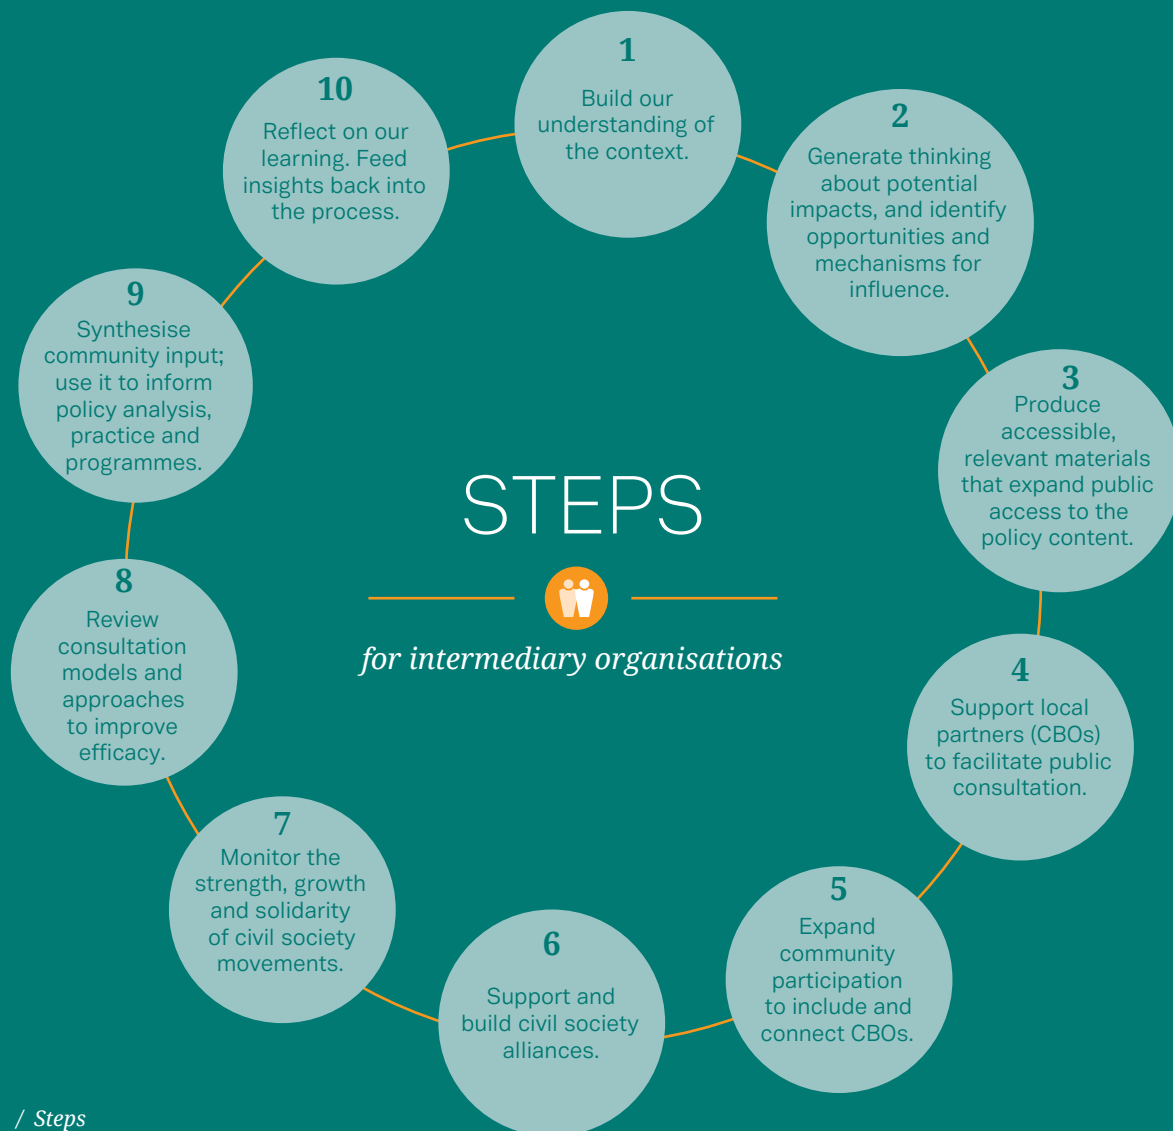 1
Build our
understanding of
the context.
2
Generate thinking
about potential
impacts, and identify
opportunities and
mechanisms for
influence.
3
Produce
accessible,
relevant materials
that expand public
access to the
policy content.
4
Support local
partners (CBOs)
to facilitate public
consultation.
5
Expand
community
participation
to include and
connect CBOs.
6
Support and
build civil society
alliances.
7
Monitor the
strength, growth
and solidarity
of civil society
movements.
8
Review
consultation
models and
approaches
to improve
efficacy.
9
Synthesise
community input;
use it to inform
policy analysis,
practice and
programmes.
10
Reflect on our
learning. Feed
insights back into
the process.
STEPS
for intermediary organisations
/ Steps